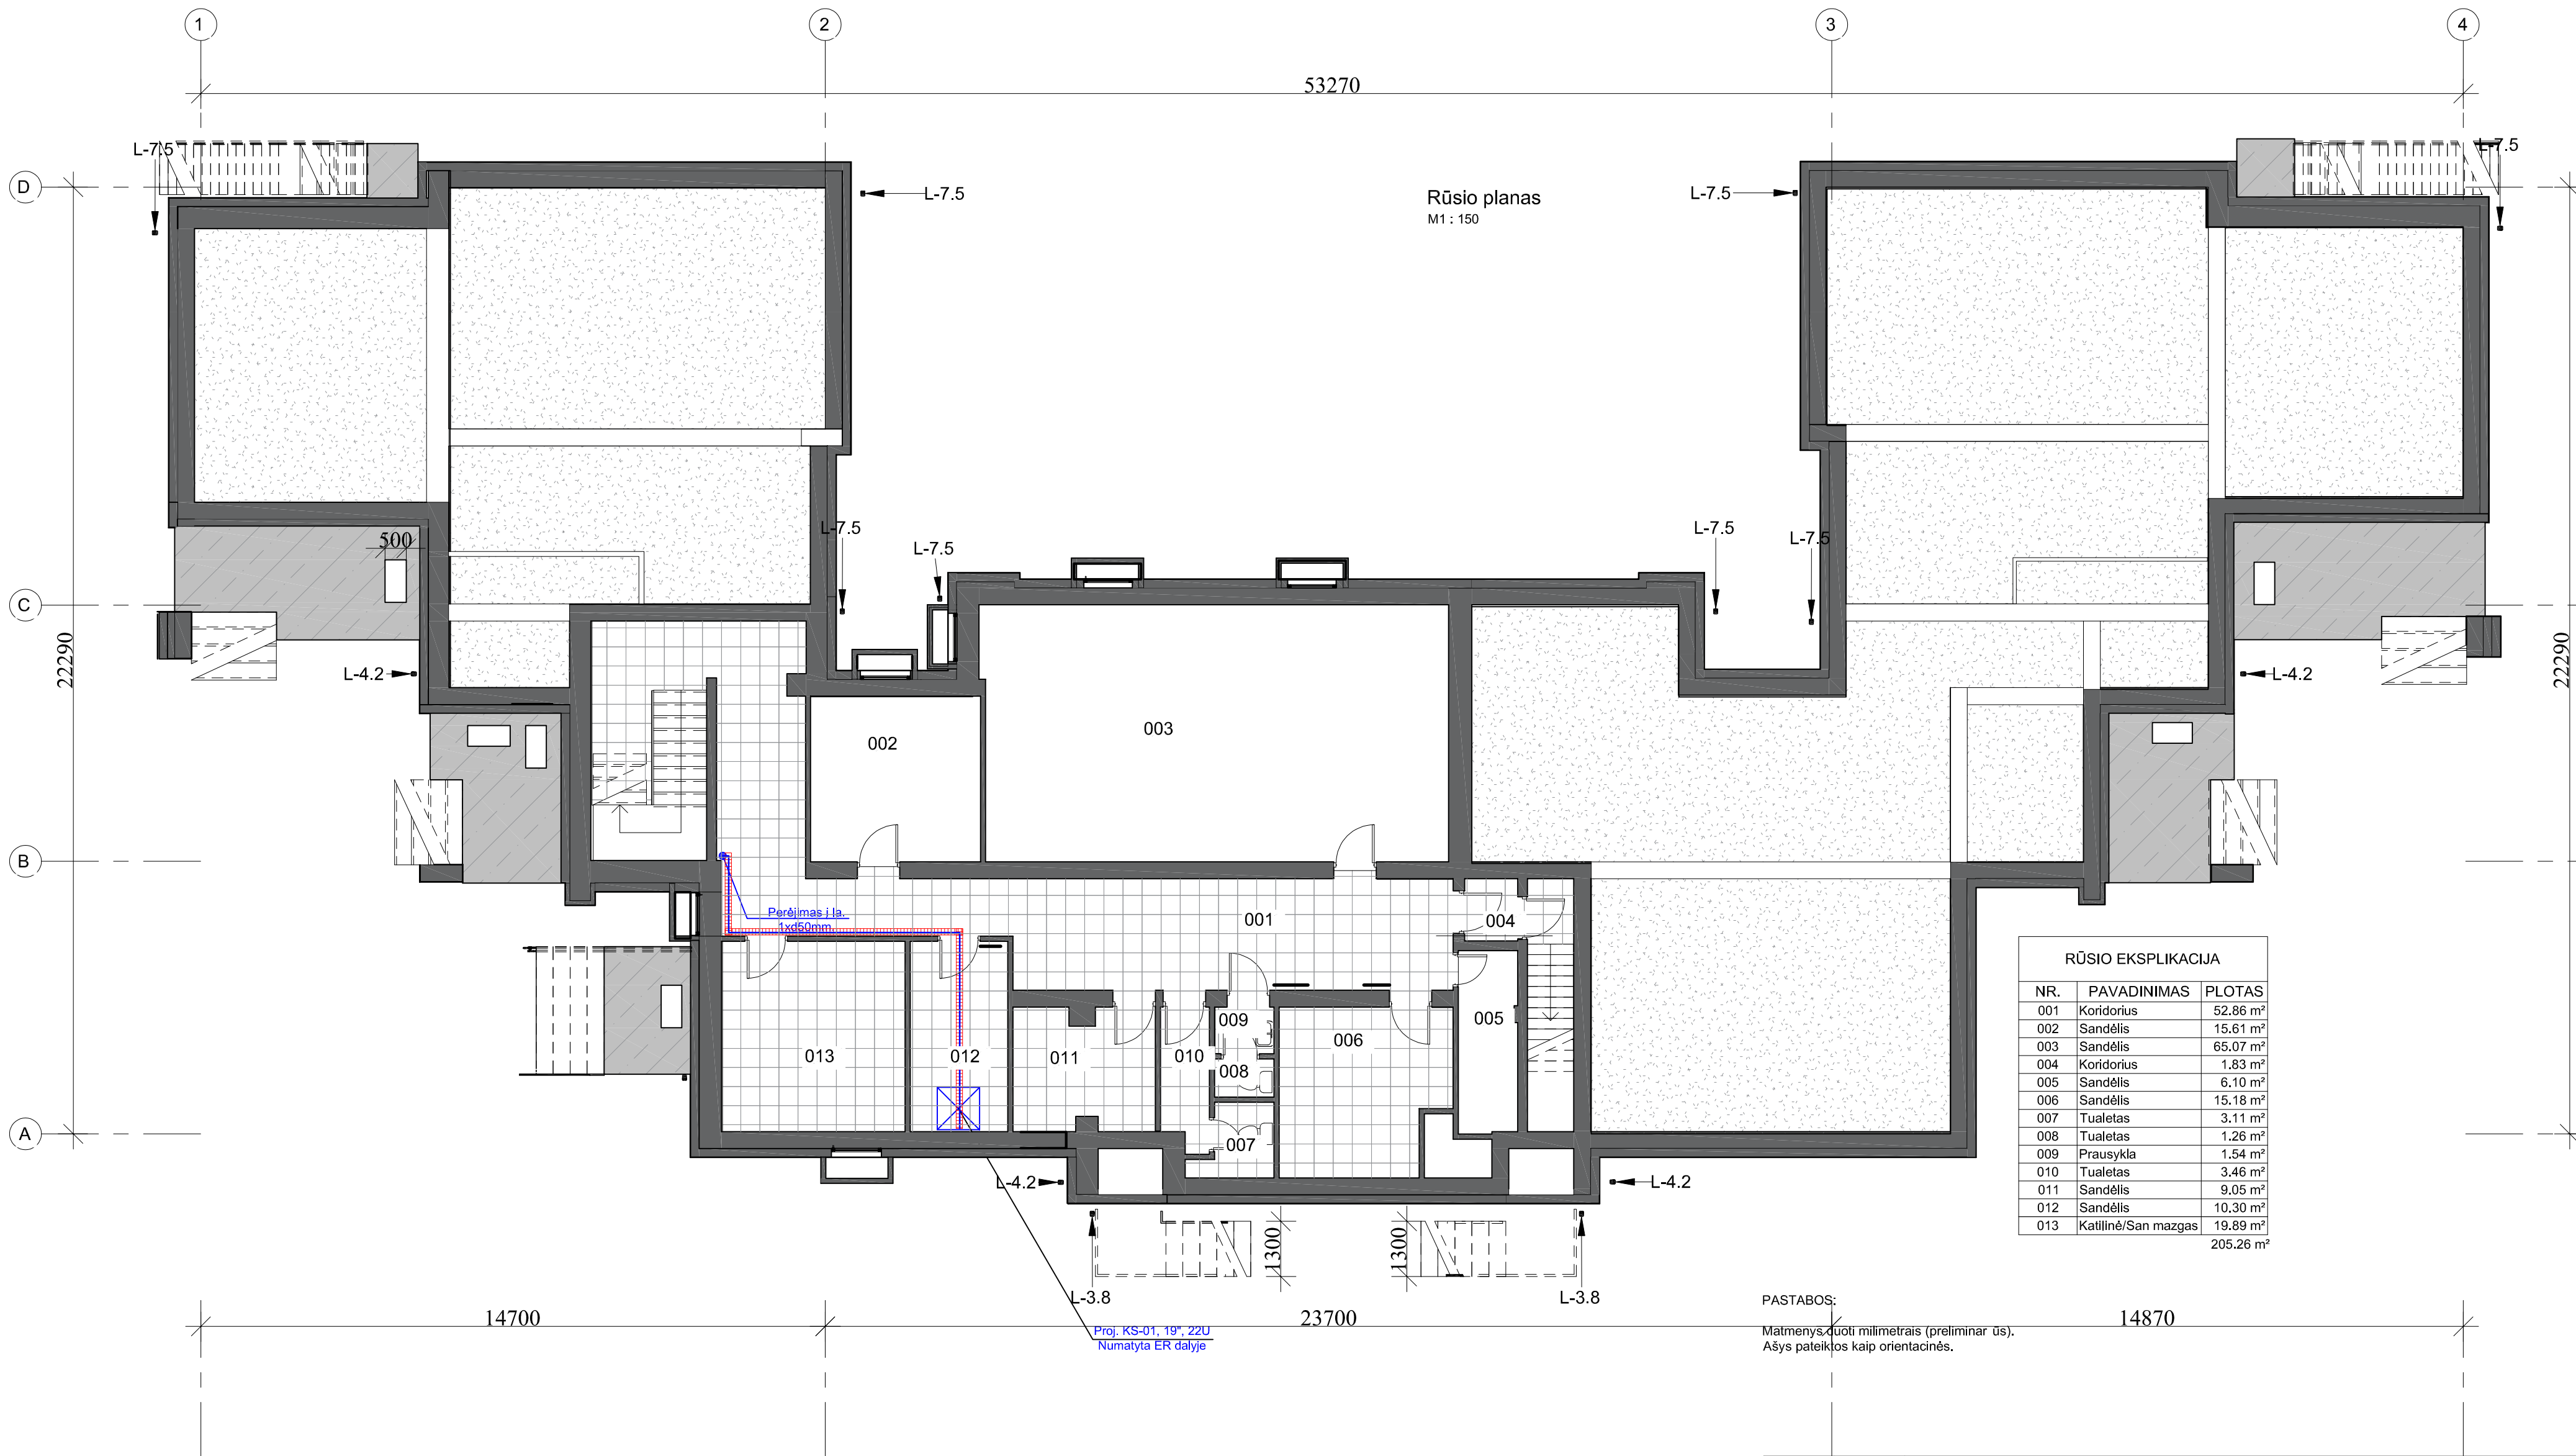 1
2
3
4
53270
L-7.5
L-7.5
D
L-7.5
L-7.5
Rūsio planas
M1 : 150
L-7.5
L-7.5
L-7.5
L-7.5
500
C
22290
22290
L-4.2
L-4.2
002
003
B
Perėjimas į Ia.
1xd50mm.
001
004
013
012
011
010
009
008
007
006
005
RŪSIO EKSPLIKACIJA
NR. PAVADINIMAS PLOTAS
001 Koridorius 52.86 m²
002 Sandėlis 15.61 m²
003 Sandėlis 65.07 m²
004 Koridorius 1.83 m²
005 Sandėlis 6.10 m²
006 Sandėlis 15.18 m²
007 Tualetas 3.11 m²
008 Tualetas 1.26 m²
009 Prausykla 1.54 m²
010 Tualetas 3.46 m²
011 Sandėlis 9.05 m²
012 Sandėlis 10.30 m²
013 Katilinė/San mazgas 19.89 m²
205.26 m²
A
L-4.2
L-4.2
1300
1300
L-3.8
L-3.8
14700
23700
14870
Proj. KS-01, 19", 22U
Numatyta ER dalyje
PASTABOS:
Matmenys duoti milimetrais (preliminar ūs).
Ašys pateiktos kaip orientacinės.